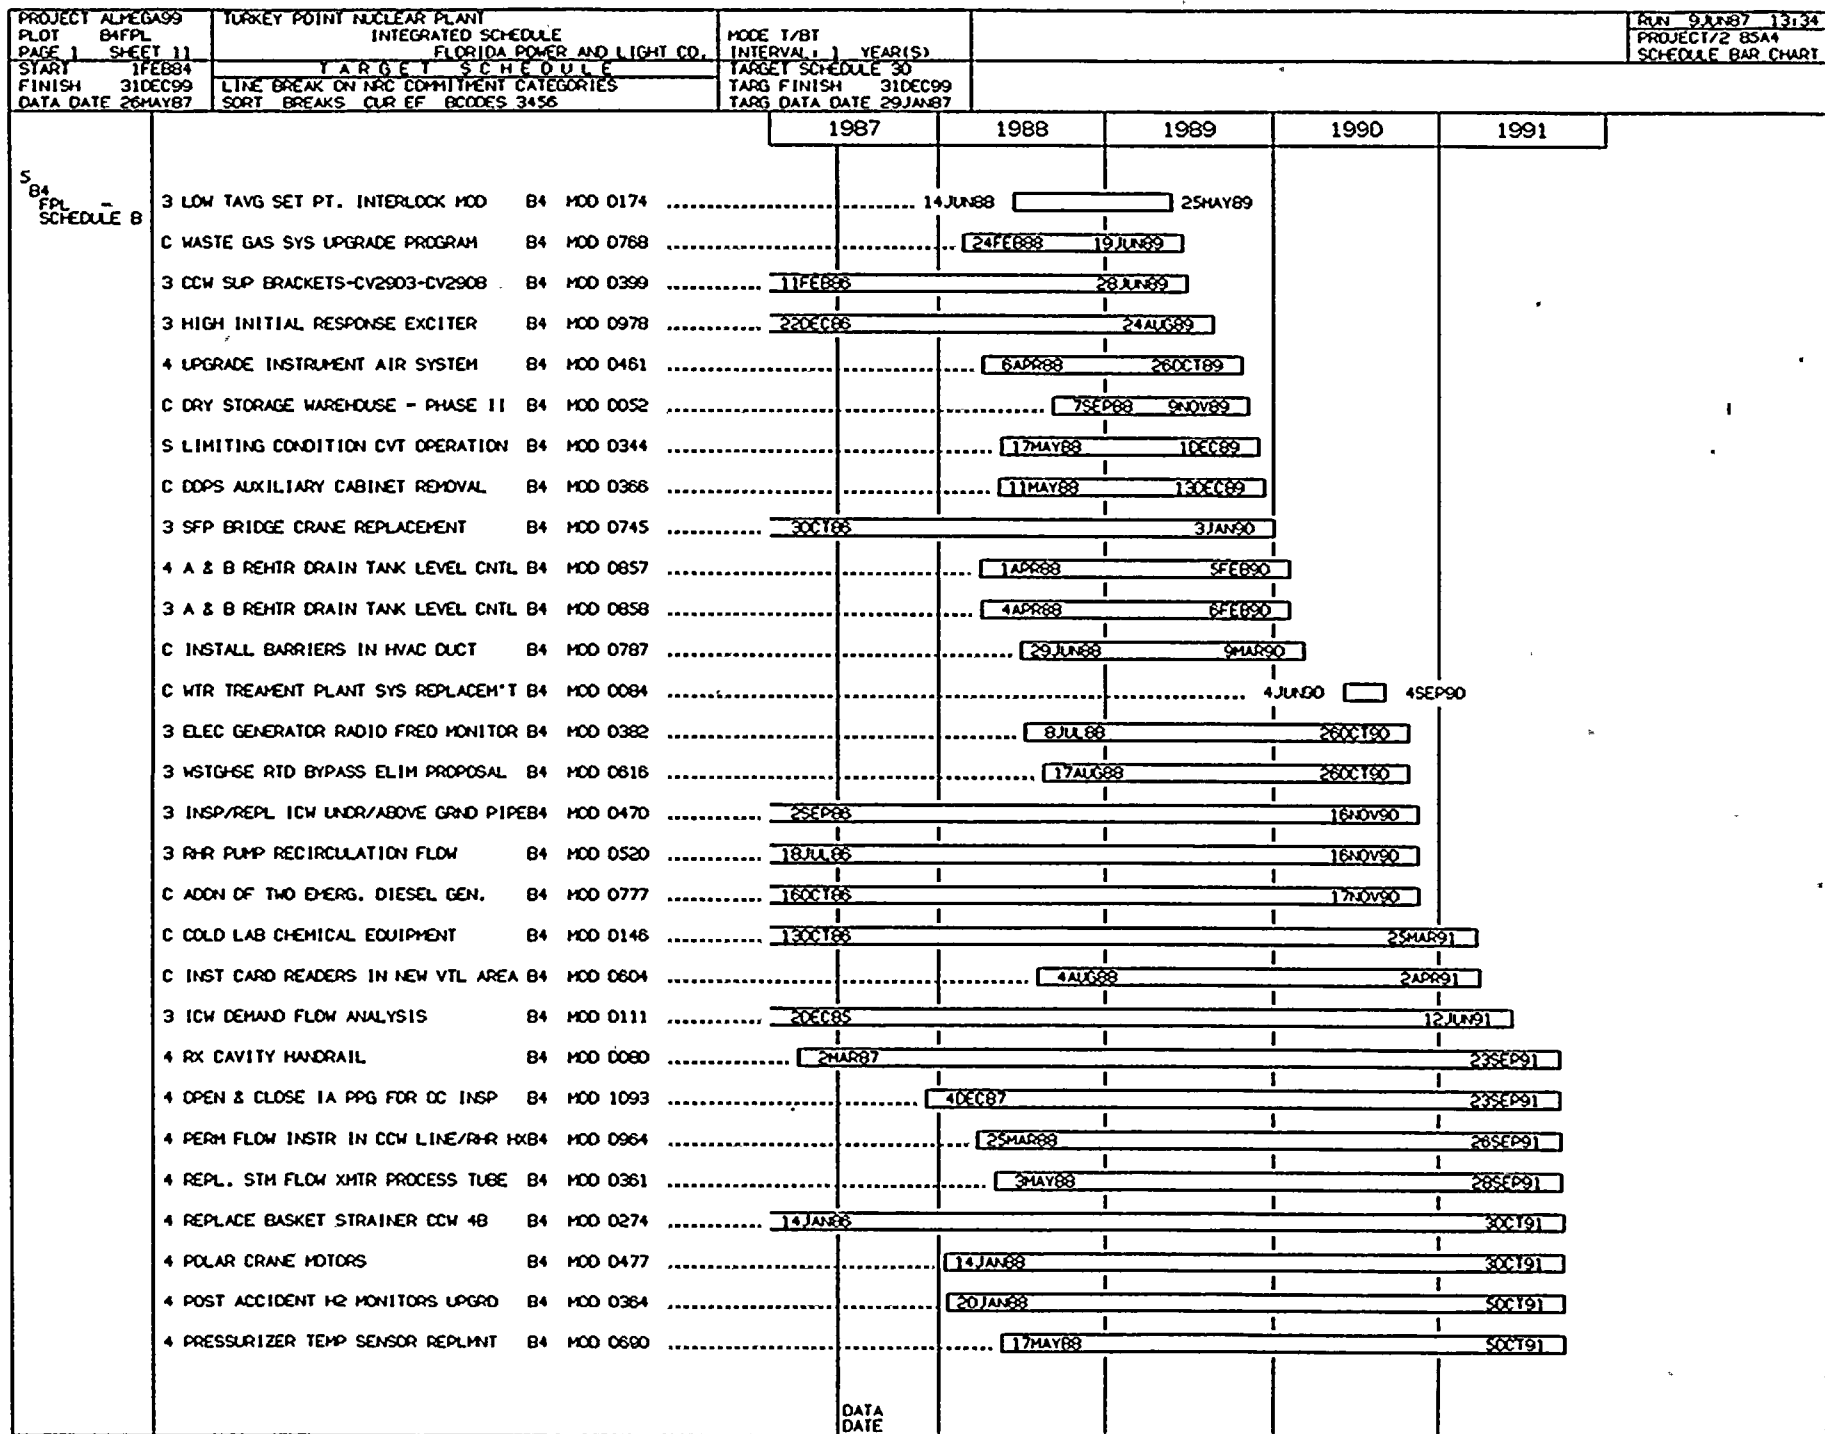 PROJECT ALMEGA99
PLOT B4FPL
PAGE 1 SHEET 11
START 1FEB84
FINISH 31DEC99
DATA DATE 26MAY87
TURKEY POINT NUCLEAR PLANT
INTEGRATED SCHEDULE
FLORIDA POWER AND LIGHT CO.
TARGET SCHEDULE
LINE BREAK ON NRC COMMITMENT CATEGORIES
SORT BREAKS CUR EF BCODES 3456
MODE T/BT
INTERVAL: 1 YEAR(S)
TARGET SCHEDULE 30
TARG FINISH 31DEC99
TARG DATA DATE 29JAN87
RUN 9JUN87 13:34
PROJECT/2 85A4
SCHEDULE BAR CHART
1987 1988 1989 1990 1991
S
B4
FPL -
SCHEDULE B
3 LOW TAVG SET PT. INTERLOCK MOD B4 MOD 0174 14JUN88 25MAY89
C WASTE GAS SYS UPGRADE PROGRAM B4 MOD 0768 24FEB88 19JUN89
3 CCW SUP BRACKETS-CV2903-CV2908 B4 MOD 0399 11FEB86 28JUN89
3 HIGH INITIAL RESPONSE EXCITER B4 MOD 0978 22DEC86 24AUG89
4 UPGRADE INSTRUMENT AIR SYSTEM B4 MOD 0461 6APR88 26OCT89
C DRY STORAGE WAREHOUSE - PHASE II B4 MOD 0052 7SEP88 9NOV89
S LIMITING CONDITION CVT OPERATION B4 MOD 0344 17MAY88 1DEC89
C DDPS AUXILIARY CABINET REMOVAL B4 MOD 0366 11MAY88 13DEC89
3 SFP BRIDGE CRANE REPLACEMENT B4 MOD 0745 3OCT86 3JAN90
4 A & B REHTR DRAIN TANK LEVEL CNTL B4 MOD 0857 1APR88 5FEB90
3 A & B REHTR DRAIN TANK LEVEL CNTL B4 MOD 0858 4APR88 6FEB90
C INSTALL BARRIERS IN HVAC DUCT B4 MOD 0787 29JUN88 9MAR90
C WTR TREAMENT PLANT SYS REPLACEM'T B4 MOD 0084 4JUN90 4SEP90
3 ELEC GENERATOR RADIO FREQ MONITOR B4 MOD 0382 8JUL88 26OCT90
3 WSTGHSE RTD BYPASS ELIM PROPOSAL B4 MOD 0616 17AUG88 26OCT90
3 INSP/REPL ICW UNDR/ABOVE GRND PIPEB4 MOD 0470 2SEP86 16NOV90
3 RHR PUMP RECIRCULATION FLOW B4 MOD 0520 18JUL86 16NOV90
C ADDN OF TWO EMERG. DIESEL GEN. B4 MOD 0777 16OCT86 17NOV90
C COLD LAB CHEMICAL EQUIPMENT B4 MOD 0146 13OCT86 25MAR91
C INST CARD READERS IN NEW VTL AREA B4 MOD 0604 4AUG88 2APR91
3 ICW DEMAND FLOW ANALYSIS B4 MOD 0111 2DEC85 12JUN91
4 RX CAVITY HANDRAIL B4 MOD 0080 2MAR87 23SEP91
4 OPEN & CLOSE IA PPG FOR QC INSP B4 MOD 1093 4DEC87 23SEP91
4 PERM FLOW INSTR IN CCW LINE/RHR HXB4 MOD 0964 25MAR88 26SEP91
4 REPL. STM FLOW XMTR PROCESS TUBE B4 MOD 0361 3MAY88 28SEP91
4 REPLACE BASKET STRAINER CCW 4B B4 MOD 0274 14JAN86 3OCT91
4 POLAR CRANE MOTORS B4 MOD 0477 14JAN88 3OCT91
4 POST ACCIDENT H2 MONITORS UPGRD B4 MOD 0364 20JAN88 5OCT91
4 PRESSURIZER TEMP SENSOR REPLMNT B4 MOD 0690 17MAY88 5OCT91
DATA
DATE